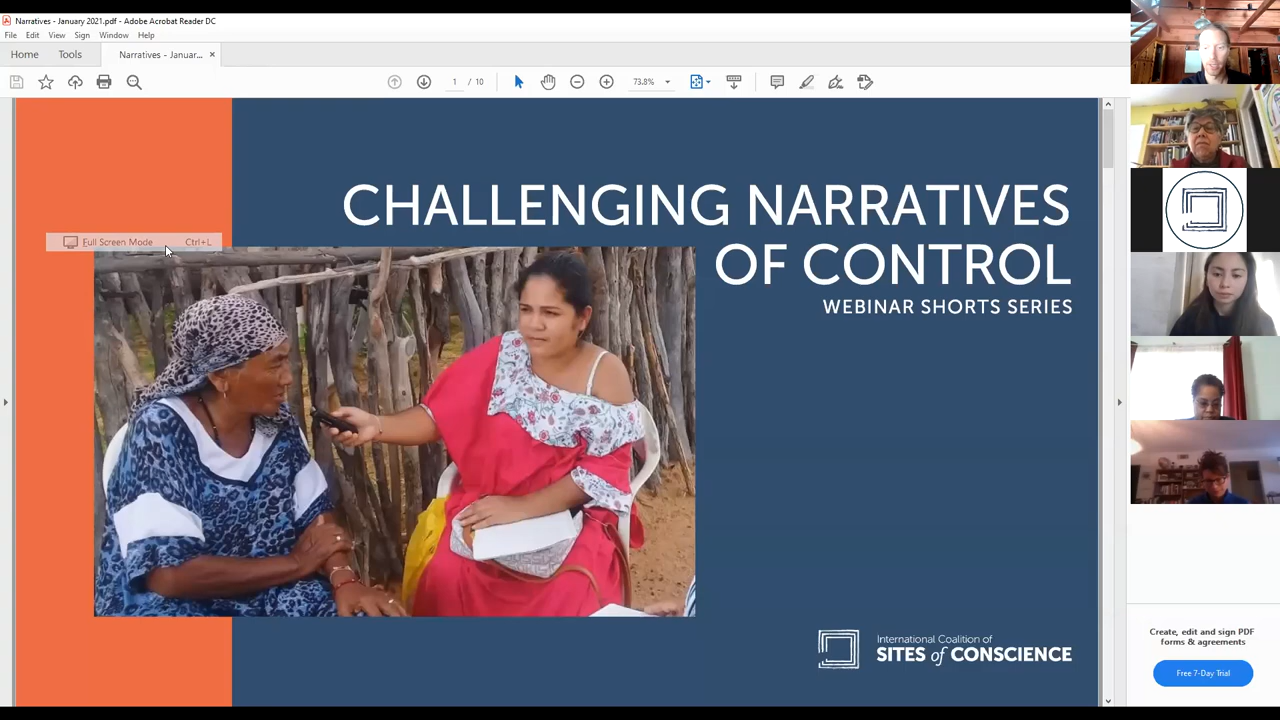 Narratives - January 2021.pdf - Adobe Acrobat Reader DC
File Edit View Sign Window Help
Home Tools Narratives - Januar... ×
1 / 10 73.8%
CHALLENGING NARRATIVES
OF CONTROL
WEBINAR SHORTS SERIES
Full Screen Mode Ctrl+L
International Coalition of
SITES of CONSCIENCE
Create, edit and sign PDF
forms & agreements
Free 7-Day Trial